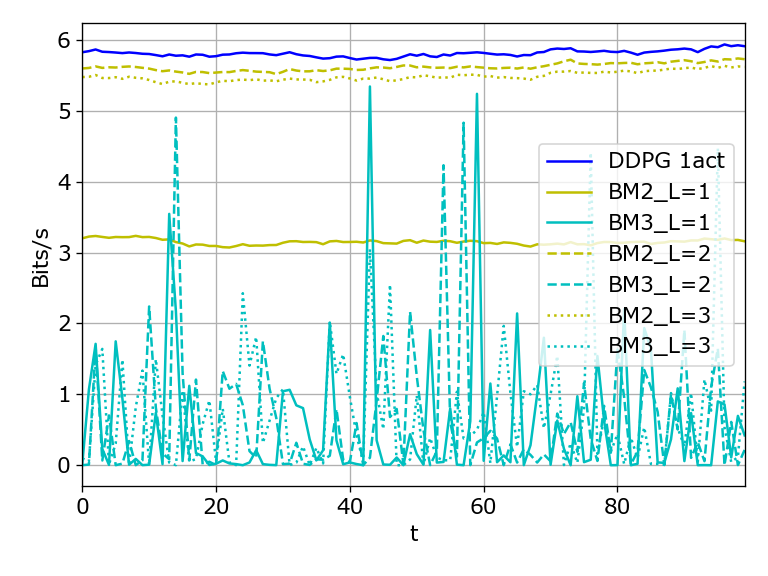 6
5
4
3
2
1
0
Bits/s
DDPG 1act
BM2_L=1
BM3_L=1
BM2_L=2
BM3_L=2
BM2_L=3
BM3_L=3
0 20 40 60 80
t